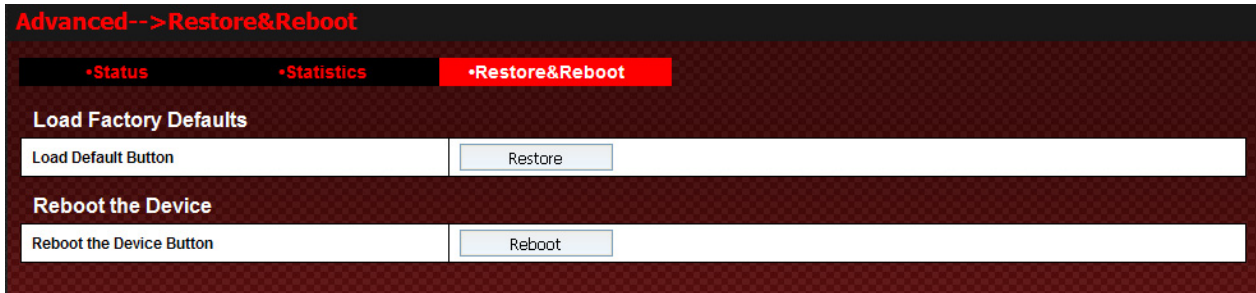 Advanced-->Restore&Reboot
•Status •Statistics •Restore&Reboot
Load Factory Defaults
Load Default Button Restore
Reboot the Device
Reboot the Device Button Reboot